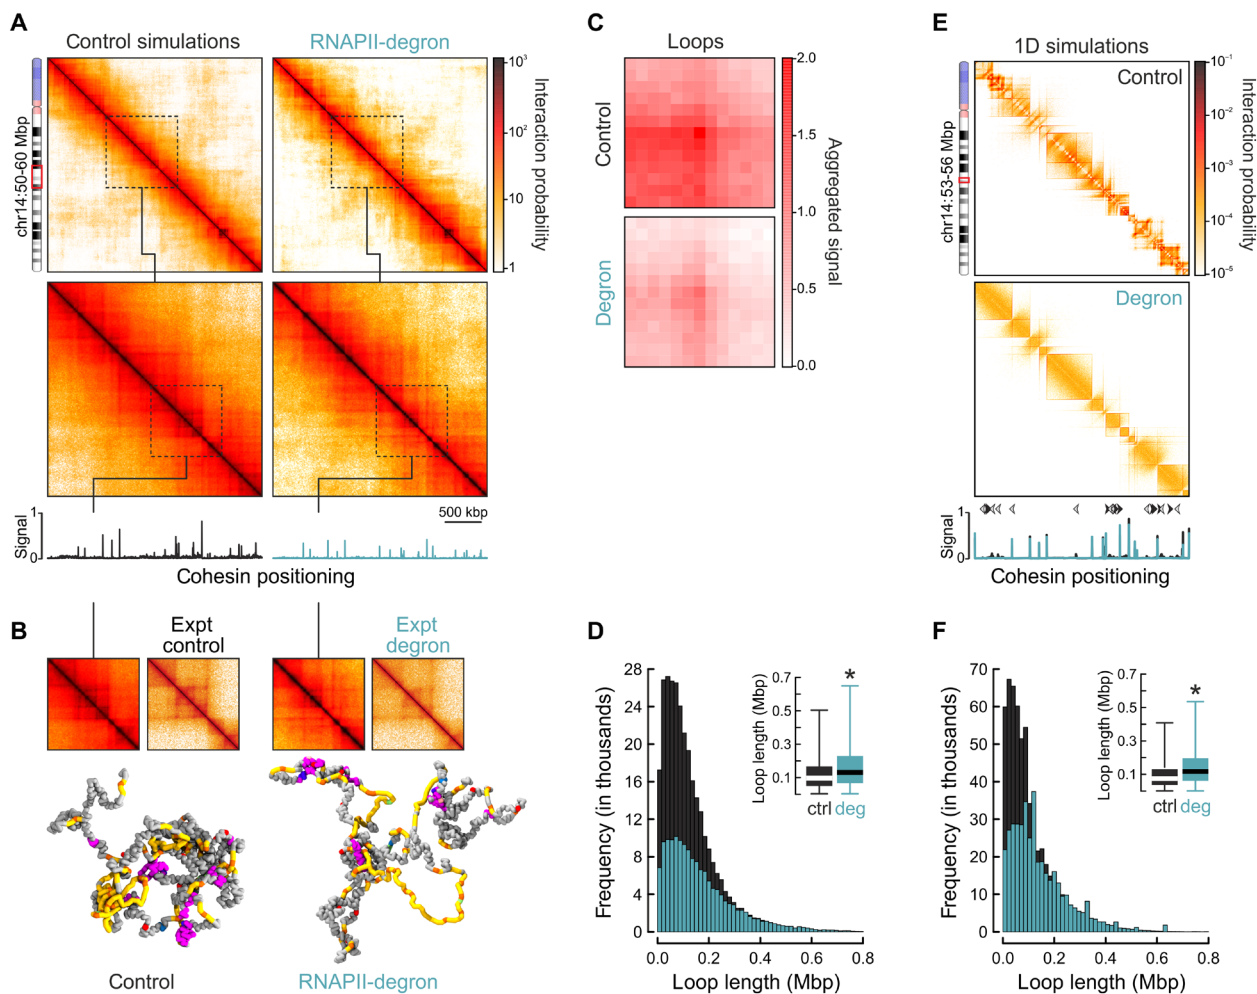 A
Control simulations
RNAPII-degron
chr14:50-60 Mbp
10³
10²
10
1
Interaction probability
500 kbp
Signal
1
0
Cohesin positioning
B
Expt
control
Expt
degron
Control
RNAPII-degron
C
Loops
Control
Degron
2.0
1.5
1.0
0.5
0.0
Aggregated signal
D
Frequency (in thousands)
28
24
20
16
12
8
4
0
0.0 0.2 0.4 0.6 0.8
Loop length (Mbp)
Loop length (Mbp)
0.7
0.5
0.3
0.1
*
ctrl deg
E
1D simulations
Control
Degron
chr14:53-56 Mbp
10⁻¹
10⁻²
10⁻³
10⁻⁴
10⁻⁵
Interaction probability
Signal
1
0
Cohesin positioning
F
Frequency (in thousands)
70
60
50
40
30
20
10
0
0.0 0.2 0.4 0.6 0.8
Loop length (Mbp)
Loop length (Mbp)
0.7
0.5
0.3
0.1
*
ctrl deg